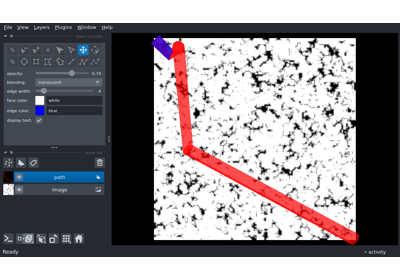 File View Layers Plugins Window Help
opacity: 0.70
blending: translucent
edge width:
face color: white
edge color: blue
display text:
path
image
Ready
activity